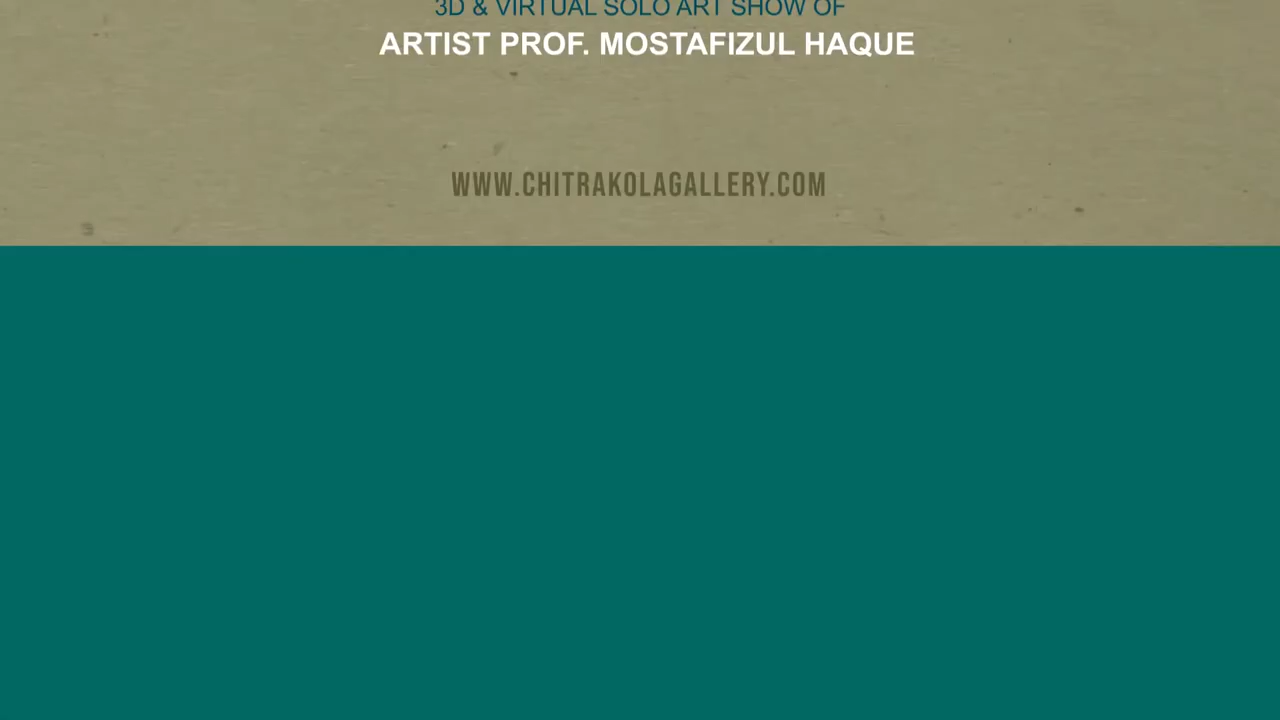 3D & VIRTUAL SOLO ART SHOW OF
ARTIST PROF. MOSTAFIZUL HAQUE
WWW.CHITRAKOLAGALLERY.COM